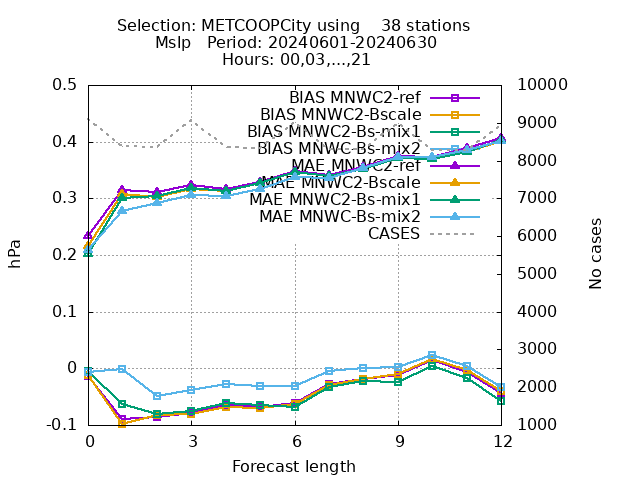 Selection: METCOOPCity using    38 stations
Mslp   Period: 20240601-20240630
Hours: 00,03,...,21
0.5
0.4
0.3
0.2
0.1
0
-0.1
hPa
10000
9000
8000
7000
6000
5000
4000
3000
2000
1000
No cases
BIAS MNWC2-ref
BIAS MNWC2-Bscale
BIAS MNWC2-Bs-mix1
BIAS MNWC-Bs-mix2
MAE MNWC2-ref
MAE MNWC2-Bscale
MAE MNWC2-Bs-mix1
MAE MNWC-Bs-mix2
CASES
0 3 6 9 12
Forecast length